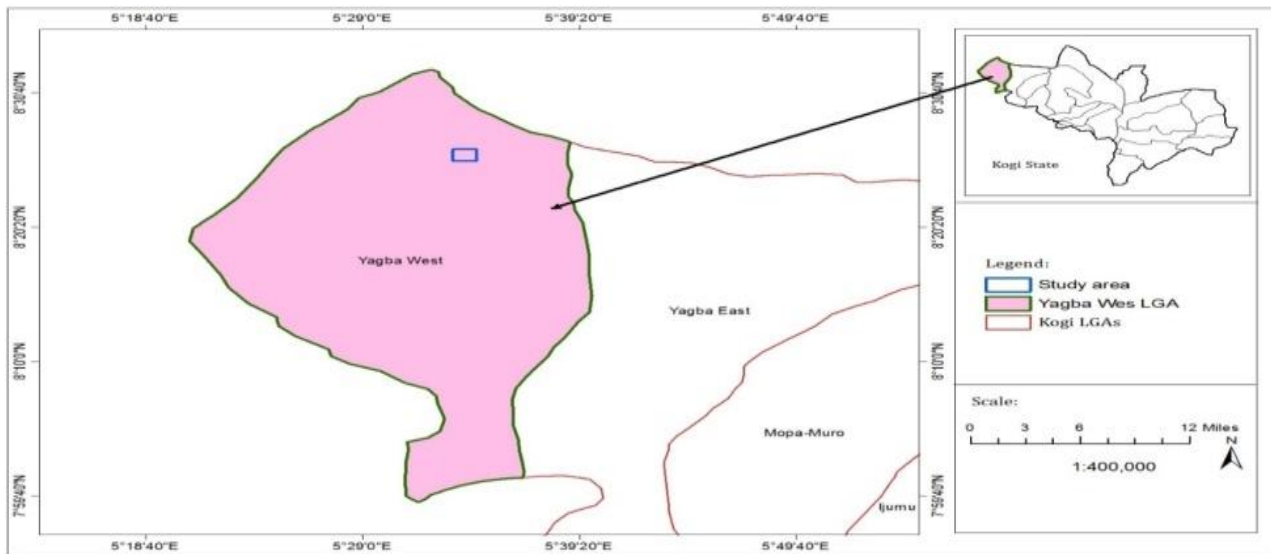 5°18'40"E 5°29'0"E 5°39'20"E 5°49'40"E
8°30'40"N
8°30'40"N
Kogi State
8°20'20"N
8°20'20"N
Yagba West
Legend:
Study area
Yagba Wes LGA
Kogi LGAs
Yagba East
8°10'0"N
8°10'0"N
Scale:
0 3 6 12 Miles
N
1:400,000
Mopa-Muro
Ijumu
7°59'40"N
7°59'40"N
5°18'40"E 5°29'0"E 5°39'20"E 5°49'40"E